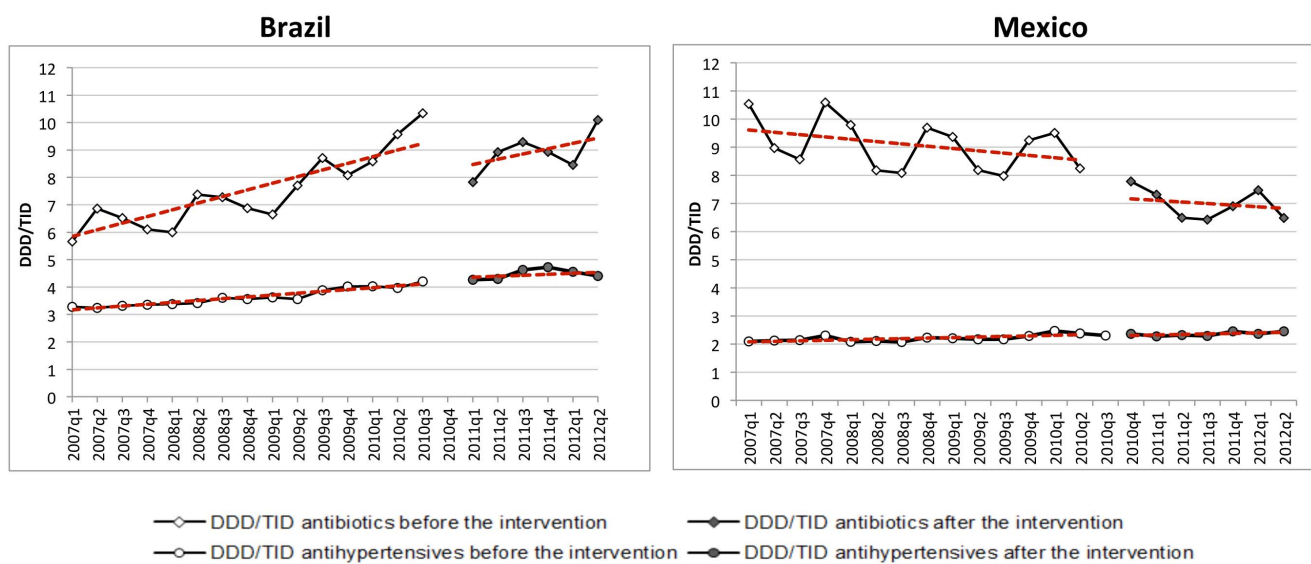 Brazil
Mexico
12
11
10
9
8
7
6
5
4
3
2
1
0
DDD/TID
2007q1
2007q2
2007q3
2007q4
2008q1
2008q2
2008q3
2008q4
2009q1
2009q2
2009q3
2009q4
2010q1
2010q2
2010q3
2010q4
2011q1
2011q2
2011q3
2011q4
2012q1
2012q2
12
11
10
9
8
7
6
5
4
3
2
1
0
DDD/TID
2007q1
2007q2
2007q3
2007q4
2008q1
2008q2
2008q3
2008q4
2009q1
2009q2
2009q3
2009q4
2010q1
2010q2
2010q3
2010q4
2011q1
2011q2
2011q3
2011q4
2012q1
2012q2
DDD/TID antibiotics before the intervention
DDD/TID antibiotics after the intervention
DDD/TID antihypertensives before the intervention
DDD/TID antihypertensives after the intervention